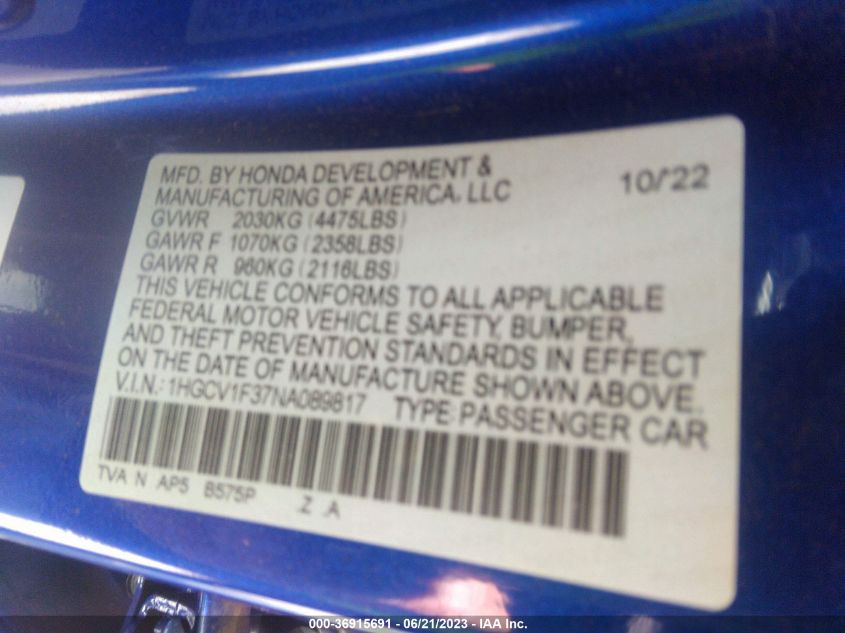 MFD. BY HONDA DEVELOPMENT &
MANUFACTURING OF AMERICA, LLC 10/'22
GVWR 2030KG (4475LBS)
GAWR F 1070KG (2358LBS)
GAWR R 960KG (2116LBS)
THIS VEHICLE CONFORMS TO ALL APPLICABLE
FEDERAL MOTOR VEHICLE SAFETY, BUMPER,
AND THEFT PREVENTION STANDARDS IN EFFECT
ON THE DATE OF MANUFACTURE SHOWN ABOVE.
V.I.N.: 1HGCV1F37NA089817 TYPE:PASSENGER CAR
TVA N AP5 B575P .Z .A
000-36915691 - 06/21/2023 - IAA Inc.